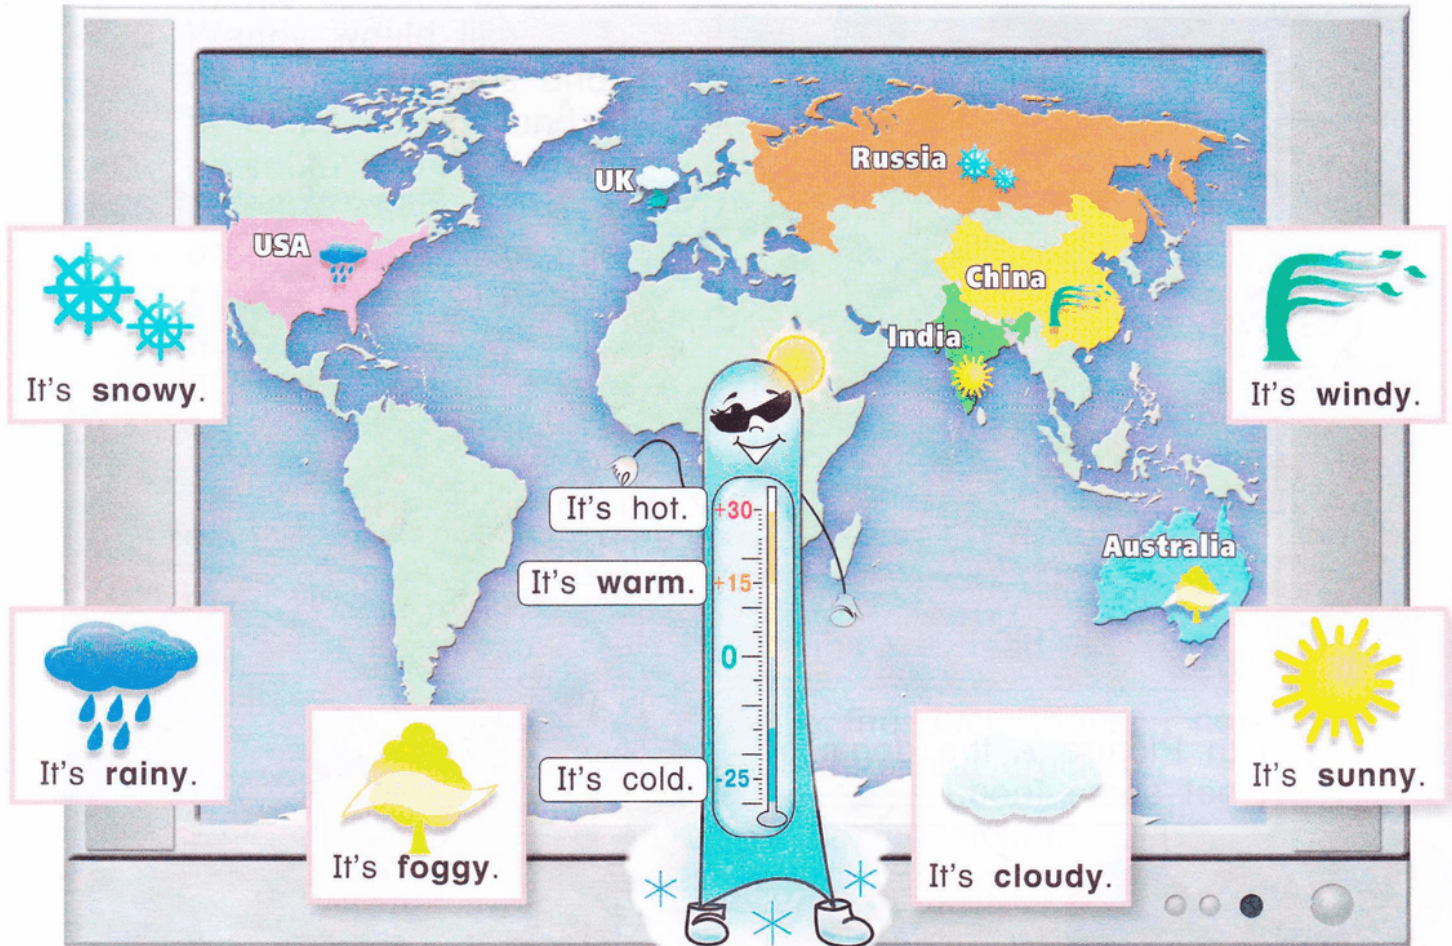 Russia
UK
USA
China
India
It's snowy.
It's windy.
It's hot.
+30
Australia
It's warm.
+15
0
It's rainy.
It's cold.
-25
It's sunny.
It's foggy.
It's cloudy.